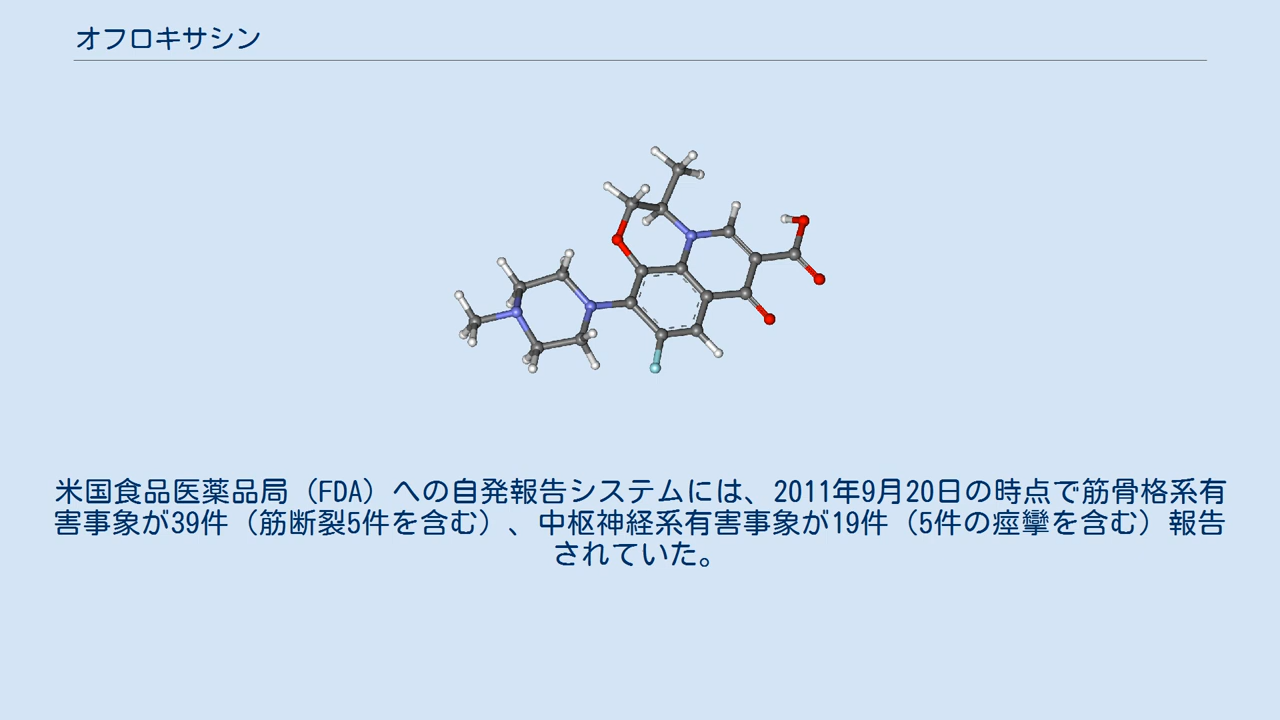 オフロキサシン
米国食品医薬品局（FDA）への自発報告システムには、2011年9月20日の時点で筋骨格系有
害事象が39件（筋断裂5件を含む）、中枢神経系有害事象が19件（5件の痙攣を含む）報告
されていた。